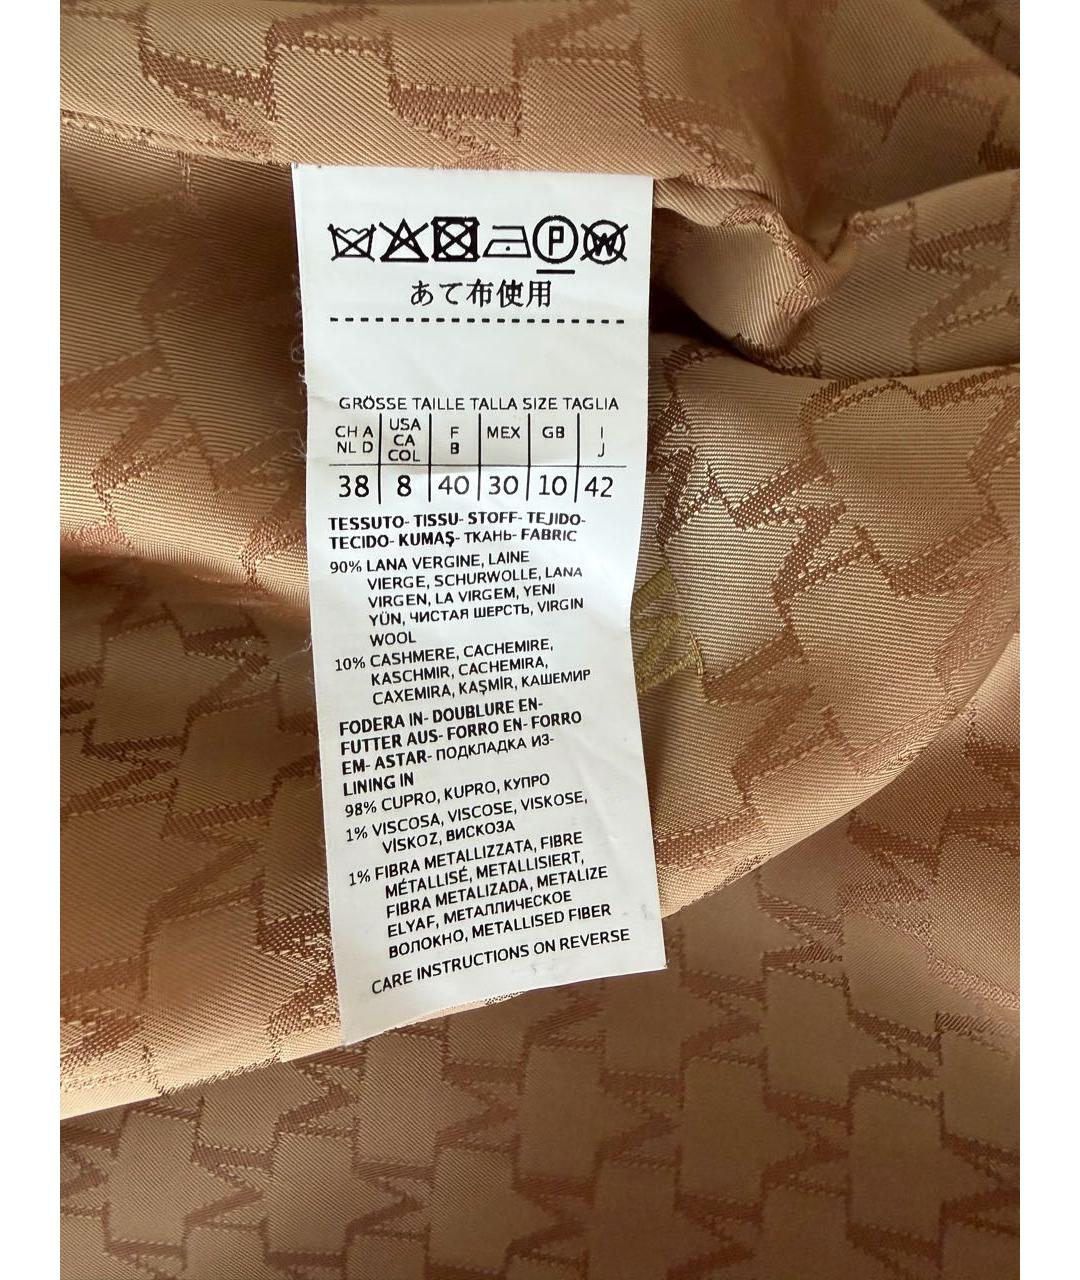 P W
あて布使用
GRÖSSE TAILLE TALLA SIZE TAGLIA
CH A NL D USA CA COL F B MEX GB I J
38 8 40 30 10 42
TESSUTO- TISSU- STOFF- TEJIDO-
TECIDO- KUMAŞ- ТКАНЬ- FABRIC
90% LANA VERGINE, LAINE
VIERGE, SCHURWOLLE, LANA
VIRGEN, LA VIRGEM, YENI
YÜN, ЧИСТАЯ ШЕРСТЬ, VIRGIN
WOOL
10% CASHMERE, CACHEMIRE,
KASCHMIR, CACHEMIRA,
CAXEMIRA, KAŞMİR, КАШЕМИР
FODERA IN- DOUBLURE EN-
FUTTER AUS- FORRO EN- FORRO
EM- ASTAR- ПОДКЛАДКА ИЗ-
LINING IN
98% CUPRO, KUPRO, КУПРО
1% VISCOSA, VISCOSE, VISKOSE,
VİSKOZ, ВИСКОЗА
1% FIBRA METALLIZZATA, FIBRE
MÉTALLISÉ, METALLISIERT,
FIBRA METALIZADA, METALIZE
ELYAF, МЕТАЛЛИЧЕСКОЕ
ВОЛОКНО, METALLISED FIBER
CARE INSTRUCTIONS ON REVERSE